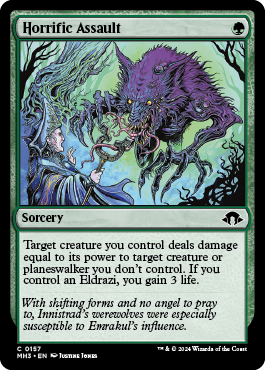 Horrific Assault
Sorcery
Target creature you control deals damage
equal to its power to target creature or
planeswalker you don't control. If you
control an Eldrazi, you gain 3 life.
With shifting forms and no angel to pray
to, Innistrad's werewolves were especially
susceptible to Emrakul's influence.
C 0157
MH3 • EN Justine Jones
™ & © 2024 Wizards of the Coast